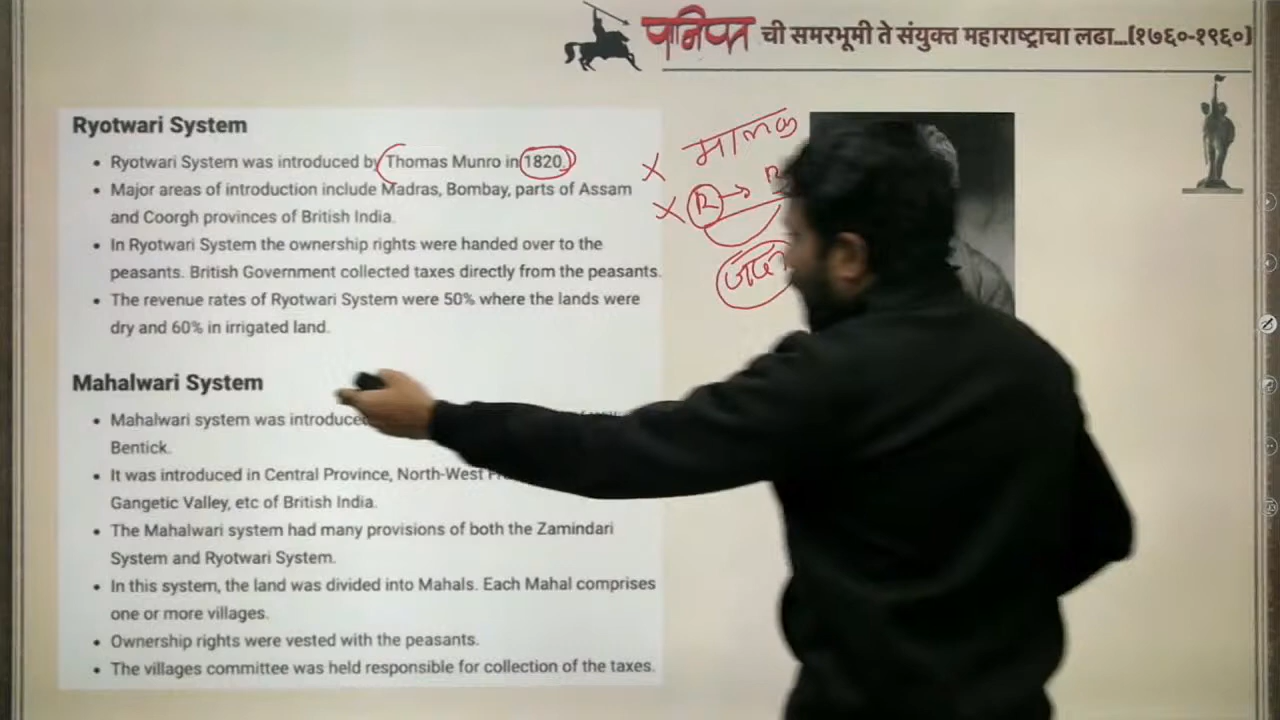 पानिपत ची समरभूमी ते संयुक्त महाराष्ट्राचा लढा...(१७६०-१९६०)
Ryotwari System
• Ryotwari System was introduced by Thomas Munro in 1820.
• Major areas of introduction include Madras, Bombay, parts of Assam
and Coorgh provinces of British India.
• In Ryotwari System the ownership rights were handed over to the
peasants. British Government collected taxes directly from the peasants.
• The revenue rates of Ryotwari System were 50% where the lands were
dry and 60% in irrigated land.
Mahalwari System
• Mahalwari system was introduced
Bentick.
• It was introduced in Central Province, North-West
Gangetic Valley, etc of British India.
• The Mahalwari system had many provisions of both the Zamindari
System and Ryotwari System.
• In this system, the land was divided into Mahals. Each Mahal comprises
one or more villages.
• Ownership rights were vested with the peasants.
• The villages committee was held responsible for collection of the taxes.
x मालक
x R →